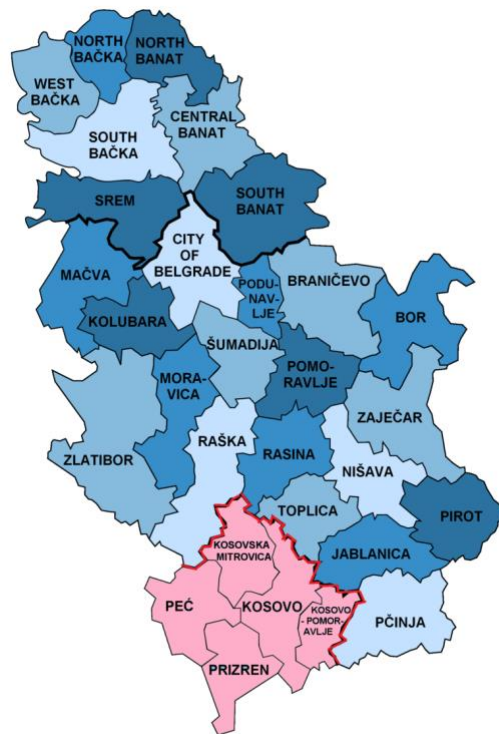 NORTH
BAČKA
NORTH
BANAT
WEST
BAČKA
SOUTH
BAČKA
CENTRAL
BANAT
SREM
SOUTH
BANAT
CITY
OF
BELGRADE
MAČVA
PODU-
NAV-
LJE
BRANIČEVO
KOLUBARA
BOR
ŠUMADIJA
MORA-
VICA
POMO-
RAVLJE
ZAJEČAR
ZLATIBOR
RAŠKA
RASINA
NIŠAVA
TOPLICA
PIROT
KOSOVSKA
MITROVICA
JABLANICA
PEĆ
KOSOVO
KOSOVO
- POMOR-
AVLJE
PČINJA
PRIZREN